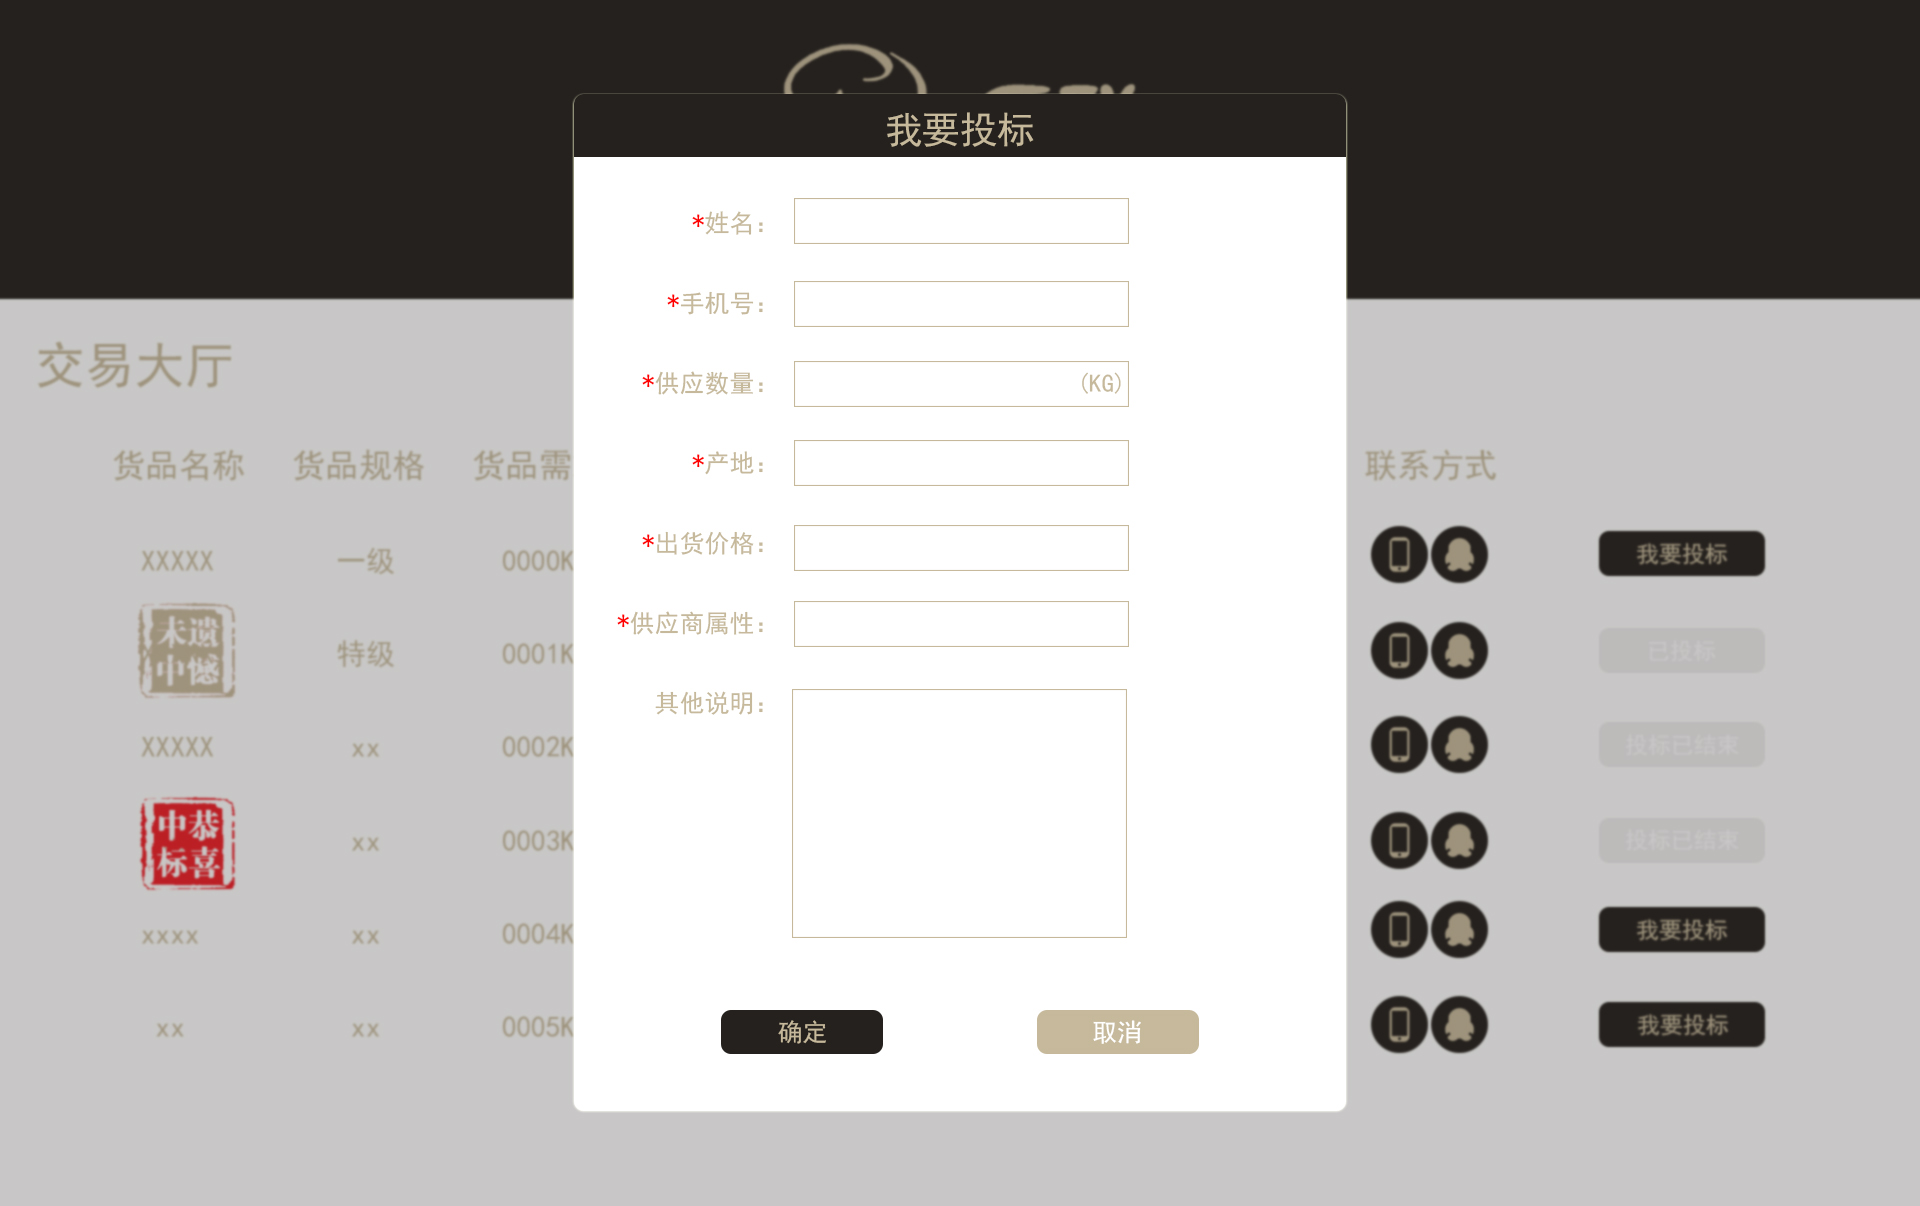 我要投标
*姓名：
*手机号：
*供应数量： (KG)
*产地：
*出货价格：
*供应商属性：
其他说明：
确定 取消
交易大厅
货品名称 货品规格 货品需 联系方式
XXXXX 一级 0000K 我要投标
未遗中憾 特级 0001K 已投标
XXXXX xx 0002K 投标已结束
中恭标喜 xx 0003K 投标已结束
xxxx xx 0004K 我要投标
xx xx 0005K 我要投标